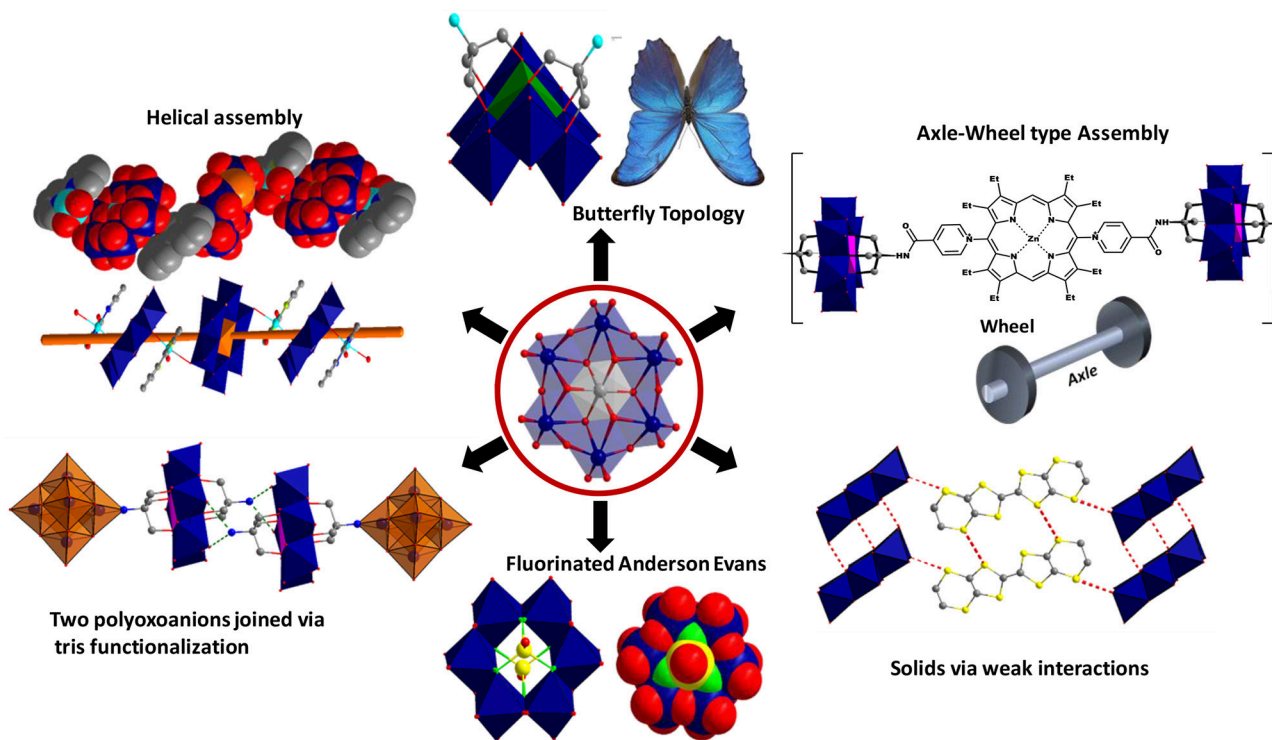 Helical assembly
Butterfly Topology
Axle-Wheel type Assembly
Et
Et
Et
Et
N
N
O
N+
Zn
N+
NH
HN
N
N
O
Et
Et
Et
Et
Wheel
Axle
Fluorinated Anderson Evans
Two polyoxoanions joined via
tris functionalization
Solids via weak interactions